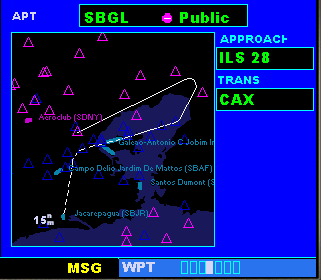 APT SBGL Public
APPROACH
ILS 28
TRANS
CAX
Aeroclub (SDNY)
Galeao-Antonio C Jobim In
Campo Delio Jardim De Mattos (SBAF)
Santos Dumont (S
Jacarepagua (SBJR)
15nm
MSG WPT